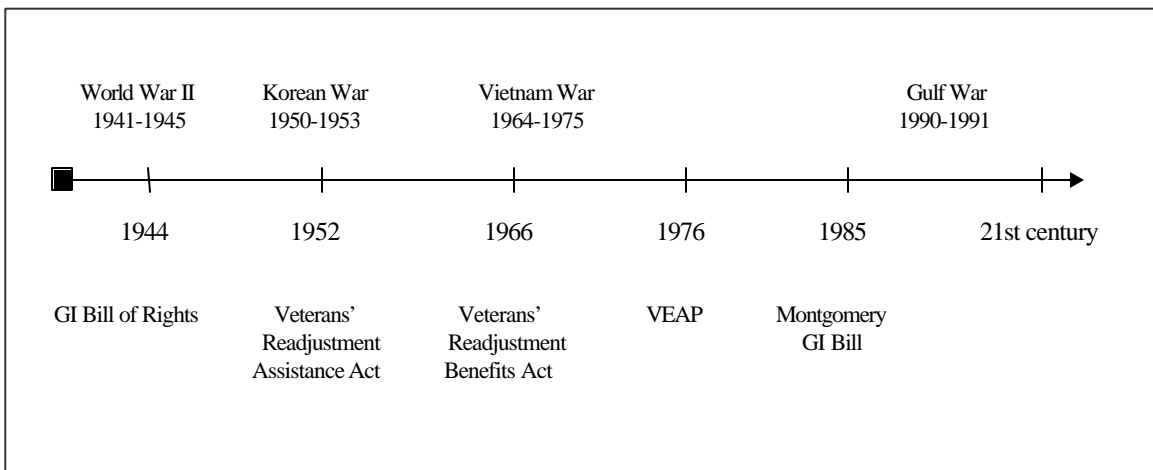 World War II
1941-1945
Korean War
1950-1953
Vietnam War
1964-1975
Gulf War
1990-1991
1944
1952
1966
1976
1985
21st century
GI Bill of Rights
Veterans’
Readjustment
Assistance Act
Veterans’
Readjustment
Benefits Act
VEAP
Montgomery
GI Bill